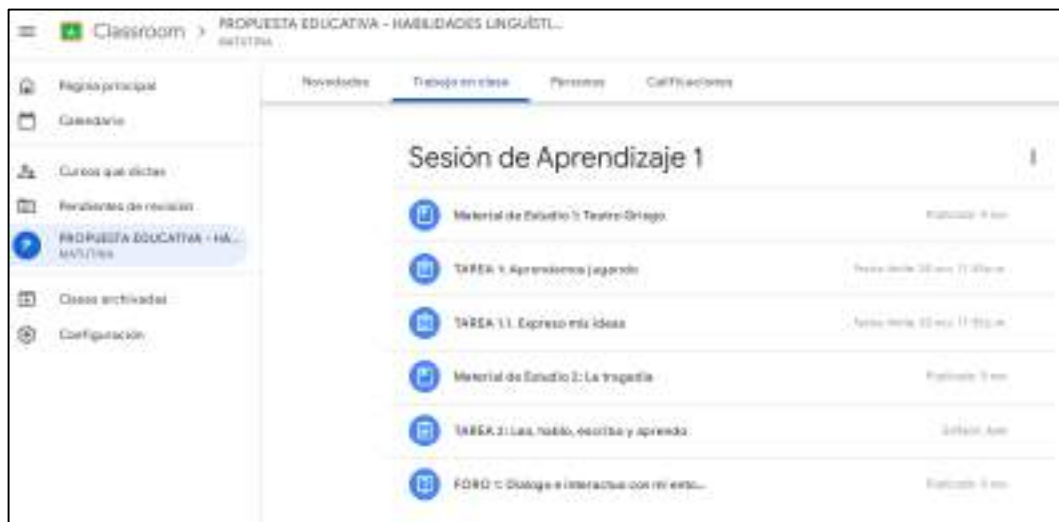 Classroom > PROPUESTA EDUCATIVA - HABILIDADES LINGUÍSTI...
MATUTINA
Página principal
Calendario
Cursos que dictas
Pendientes de revisión
PROPUESTA EDUCATIVA - HA...
MATUTINA
Clases archivadas
Configuración
Novedades Trabajo en clase Personas Calificaciones
Sesión de Aprendizaje 1
Material de Estudio 1: Teatro Griego
TAREA 1: Aprendamos jugando
TAREA 1.1. Expreso mis ideas
Material de Estudio 2: La tragedia
TAREA 2: Leo, hablo, escribo y aprendo
FORO 1: Dialogo e interactuo con mi ento...